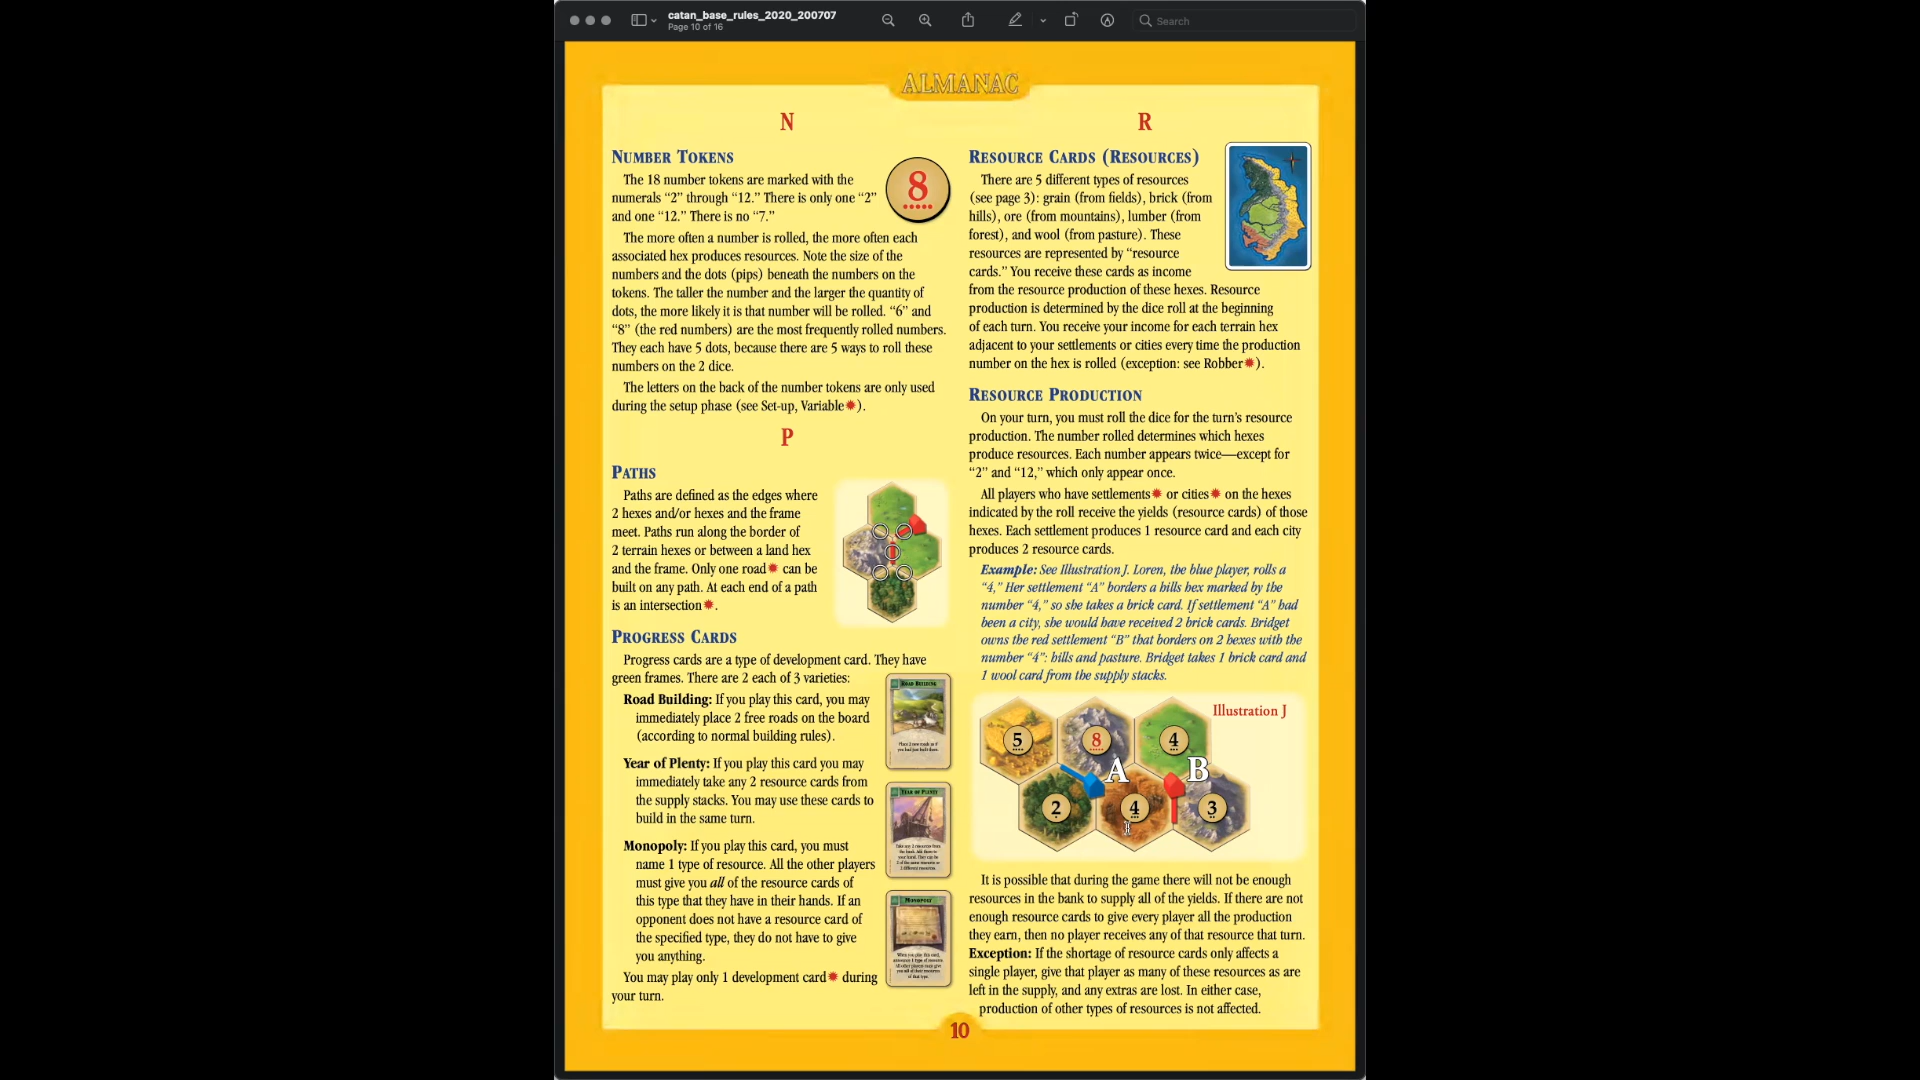 catan_base_rules_2020_200707
Page 10 of 16
Search
ALMANAC
N
NUMBER TOKENS
The 18 number tokens are marked with the
numerals “2” through “12.” There is only one “2”
and one “12.” There is no “7.”
8
The more often a number is rolled, the more often each
associated hex produces resources. Note the size of the
numbers and the dots (pips) beneath the numbers on the
tokens. The taller the number and the larger the quantity of
dots, the more likely it is that number will be rolled. “6” and
“8” (the red numbers) are the most frequently rolled numbers.
They each have 5 dots, because there are 5 ways to roll these
numbers on the 2 dice.
The letters on the back of the number tokens are only used
during the setup phase (see Set-up, Variable✹).
P
PATHS
Paths are defined as the edges where
2 hexes and/or hexes and the frame
meet. Paths run along the border of
2 terrain hexes or between a land hex
and the frame. Only one road✹ can be
built on any path. At each end of a path
is an intersection✹.
PROGRESS CARDS
Progress cards are a type of development card. They have
green frames. There are 2 each of 3 varieties:
Road Building: If you play this card, you may
immediately place 2 free roads on the board
(according to normal building rules).
ROAD BUILDING
Year of Plenty: If you play this card you may
immediately take any 2 resource cards from
the supply stacks. You may use these cards to
build in the same turn.
YEAR OF PLENTY
Monopoly: If you play this card, you must
name 1 type of resource. All the other players
must give you all of the resource cards of
this type that they have in their hands. If an
opponent does not have a resource card of
the specified type, they do not have to give
you anything.
MONOPOLY
You may play only 1 development card✹ during
your turn.
R
RESOURCE CARDS (RESOURCES)
There are 5 different types of resources
(see page 3): grain (from fields), brick (from
hills), ore (from mountains), lumber (from
forest), and wool (from pasture). These
resources are represented by “resource
cards.” You receive these cards as income
from the resource production of these hexes. Resource
production is determined by the dice roll at the beginning
of each turn. You receive your income for each terrain hex
adjacent to your settlements or cities every time the production
number on the hex is rolled (exception: see Robber✹).
RESOURCE PRODUCTION
On your turn, you must roll the dice for the turn’s resource
production. The number rolled determines which hexes
produce resources. Each number appears twice—except for
“2” and “12,” which only appear once.
All players who have settlements✹ or cities✹ on the hexes
indicated by the roll receive the yields (resource cards) of those
hexes. Each settlement produces 1 resource card and each city
produces 2 resource cards.
Example: See Illustration J. Loren, the blue player, rolls a
“4,” Her settlement “A” borders a hills hex marked by the
number “4,” so she takes a brick card. If settlement “A” had
been a city, she would have received 2 brick cards. Bridget
owns the red settlement “B” that borders on 2 hexes with the
number “4”: hills and pasture. Bridget takes 1 brick card and
1 wool card from the supply stacks.
Illustration J
5 8 4
A B
2 4 3
It is possible that during the game there will not be enough
resources in the bank to supply all of the yields. If there are not
enough resource cards to give every player all the production
they earn, then no player receives any of that resource that turn.
Exception: If the shortage of resource cards only affects a
single player, give that player as many of these resources as are
left in the supply, and any extras are lost. In either case,
production of other types of resources is not affected.
10